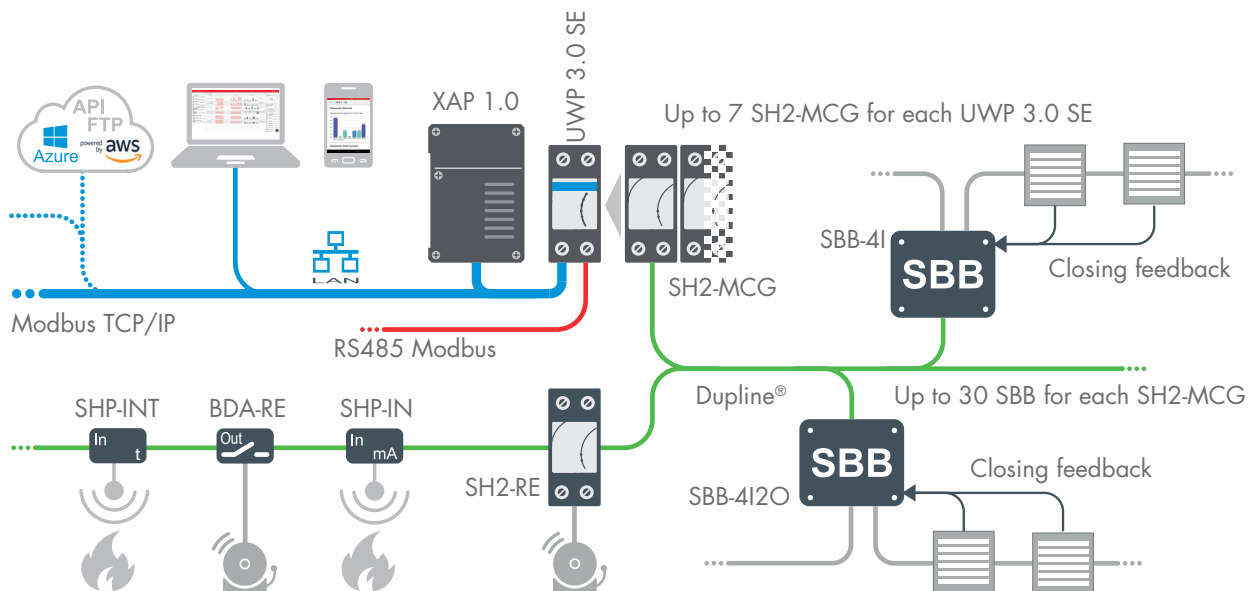 API
FTP
Azure
powered by
aws
XAP 1.0
UWP 3.0 SE
Up to 7 SH2-MCG for each UWP 3.0 SE
LAN
Modbus TCP/IP
RS485 Modbus
SH2-MCG
SBB-4I
SBB
Closing feedback
Dupline®
Up to 30 SBB for each SH2-MCG
SHP-INT
In
t
BDA-RE
Out
SHP-IN
In
mA
SH2-RE
SBB
SBB-4I2O
Closing feedback